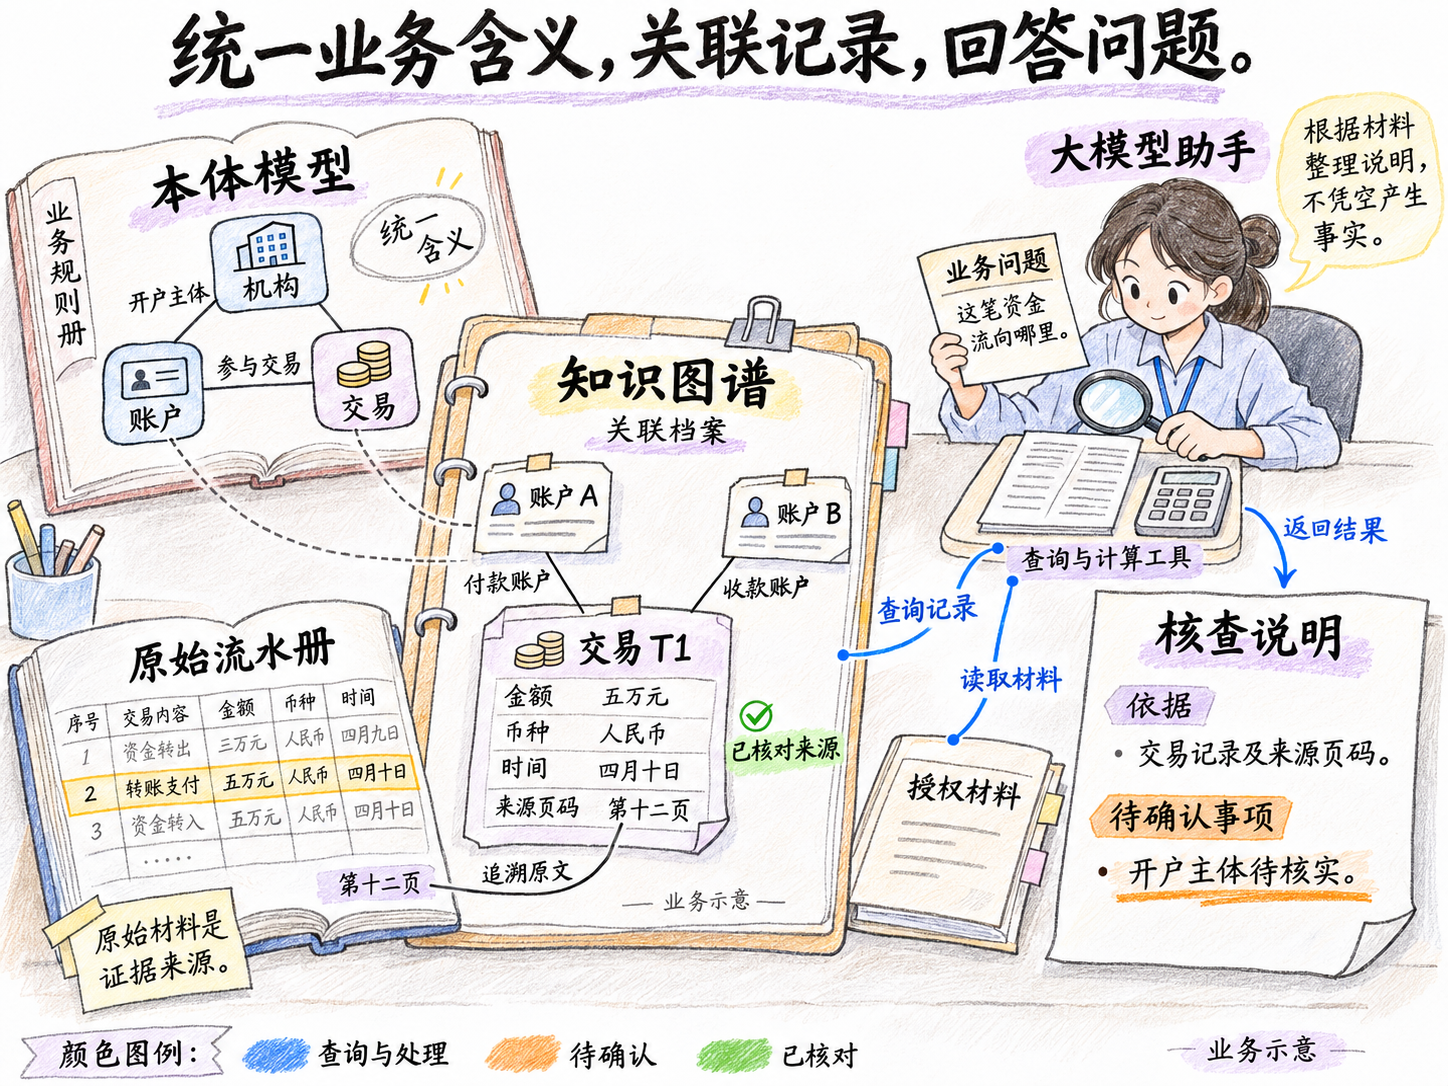 统一业务含义，关联记录，回答问题。
本体模型
业务规则册
统一
含义
机构
开户主体
参与交易
账户
交易
大模型助手
根据材料
整理说明，
不凭空产生
事实。
业务问题
这笔资金
流向哪里。
知识图谱
关联档案
账户A
账户B
付款账户
收款账户
交易T1
金额 五万元
币种 人民币
时间 四月十日
来源页码 第十二页
已核对来源
追溯原文
业务示意
查询与计算工具
返回结果
查询记录
读取材料
授权材料
原始流水册
序号 交易内容 金额 币种 时间
1 资金转出 三万元 人民币 四月九日
2 转账支付 五万元 人民币 四月十日
3 资金转入 五万元 人民币 四月十日
……
第十二页
原始材料是
证据来源。
核查说明
依据
• 交易记录及来源页码。
待确认事项
• 开户主体待核实。
颜色图例： 查询与处理 待确认 已核对
业务示意